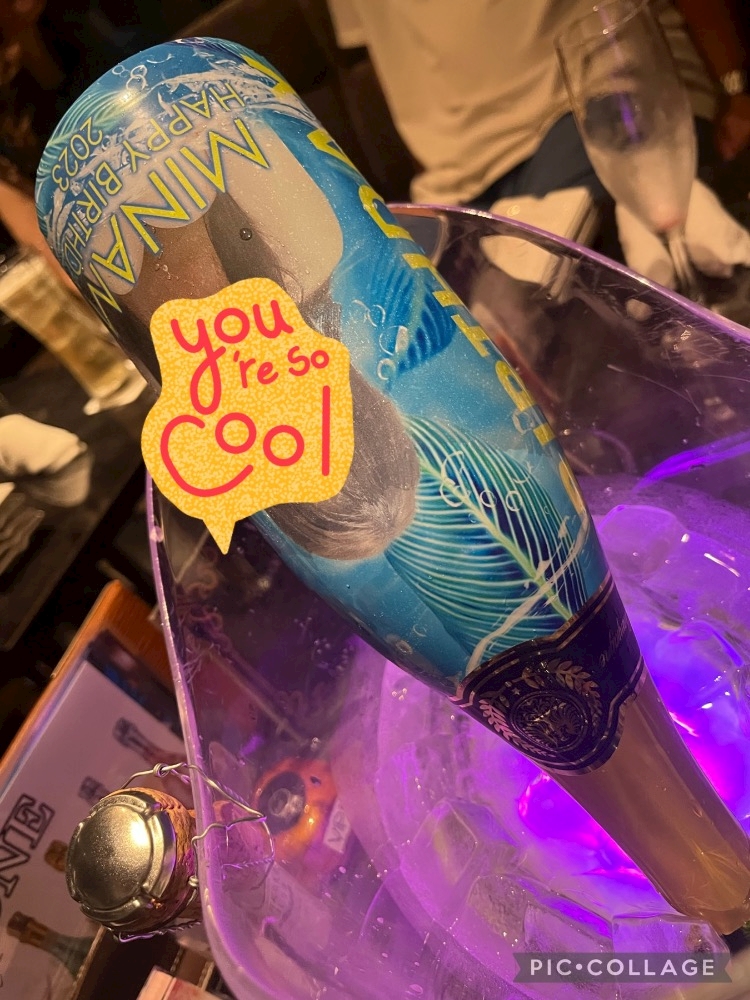 MINAMI
HAPPY BIRTHDAY
2023
you
're so
cool
PIC•COLLAGE